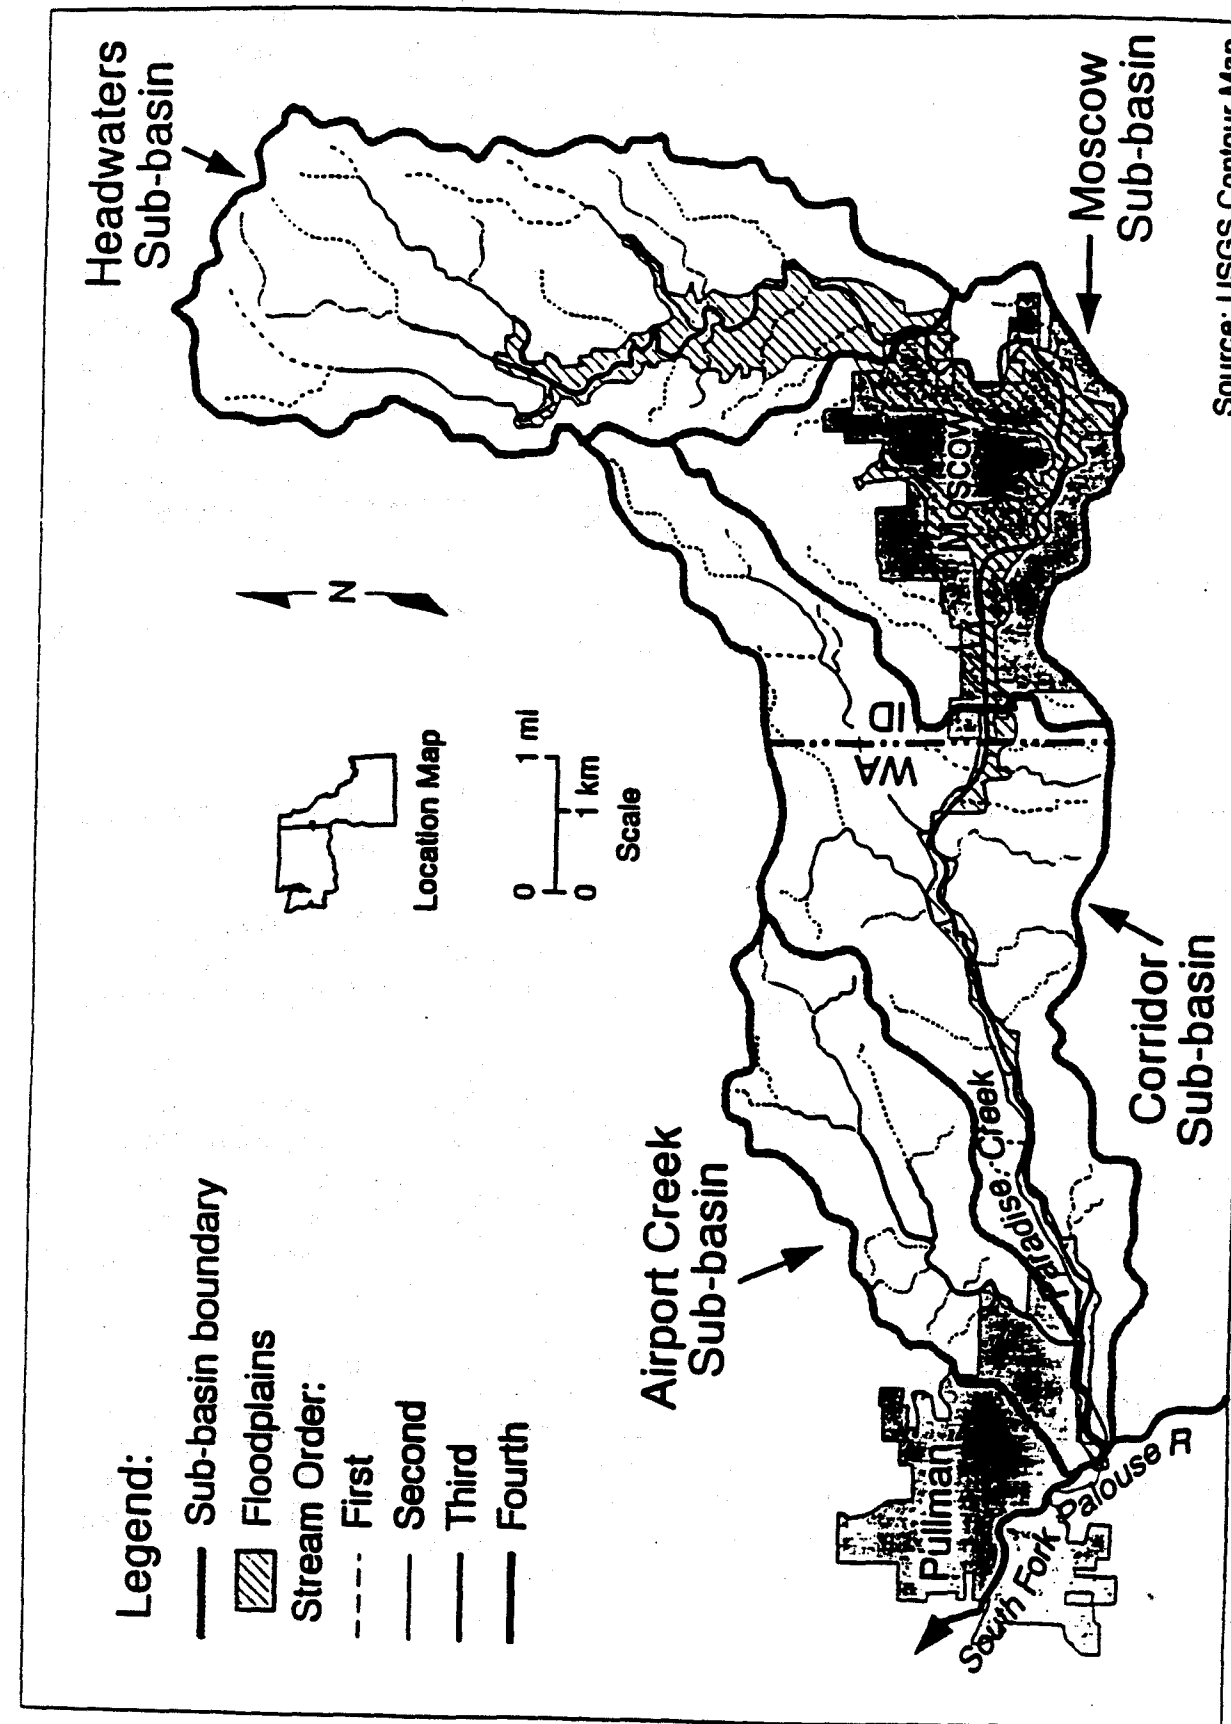 Headwaters
Sub-basin
N
Location Map
0
1 mi
0
1 km
Scale
Legend:
Sub-basin boundary
Floodplains
Stream Order:
First
Second
Third
Fourth
Airport Creek
Sub-basin
WA
ID
Moscow
Moscow
Sub-basin
Pullman
Paradise Creek
South Fork Palouse R
Corridor
Sub-basin
Source: USGS Contour Map